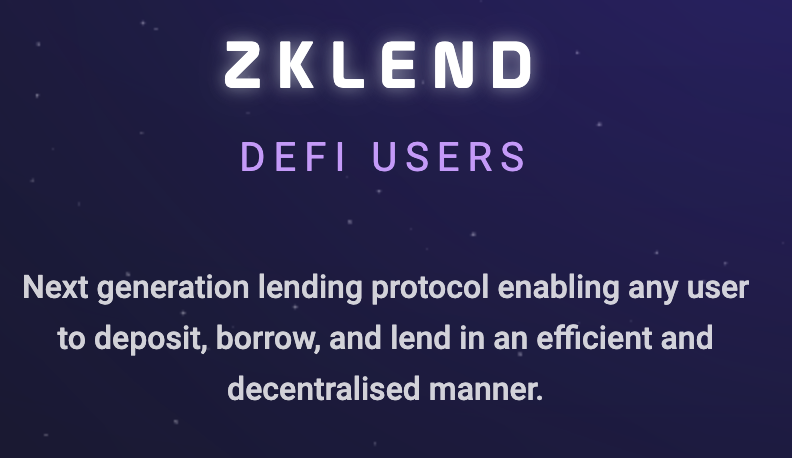 ZKLEND
DEFI USERS
Next generation lending protocol enabling any user
to deposit, borrow, and lend in an efficient and
decentralised manner.